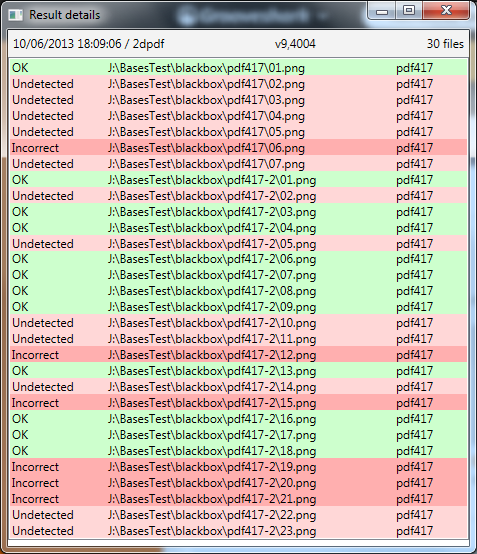 Result details
10/06/2013 18:09:06 / 2dpdf v9,4004 30 files
OK J:\BasesTest\blackbox\pdf417\01.png pdf417
Undetected J:\BasesTest\blackbox\pdf417\02.png pdf417
Undetected J:\BasesTest\blackbox\pdf417\03.png pdf417
Undetected J:\BasesTest\blackbox\pdf417\04.png pdf417
Undetected J:\BasesTest\blackbox\pdf417\05.png pdf417
Incorrect J:\BasesTest\blackbox\pdf417\06.png pdf417
Undetected J:\BasesTest\blackbox\pdf417\07.png pdf417
OK J:\BasesTest\blackbox\pdf417-2\01.png pdf417
Undetected J:\BasesTest\blackbox\pdf417-2\02.png pdf417
OK J:\BasesTest\blackbox\pdf417-2\03.png pdf417
OK J:\BasesTest\blackbox\pdf417-2\04.png pdf417
Undetected J:\BasesTest\blackbox\pdf417-2\05.png pdf417
OK J:\BasesTest\blackbox\pdf417-2\06.png pdf417
OK J:\BasesTest\blackbox\pdf417-2\07.png pdf417
OK J:\BasesTest\blackbox\pdf417-2\08.png pdf417
OK J:\BasesTest\blackbox\pdf417-2\09.png pdf417
Undetected J:\BasesTest\blackbox\pdf417-2\10.png pdf417
Undetected J:\BasesTest\blackbox\pdf417-2\11.png pdf417
Incorrect J:\BasesTest\blackbox\pdf417-2\12.png pdf417
OK J:\BasesTest\blackbox\pdf417-2\13.png pdf417
Undetected J:\BasesTest\blackbox\pdf417-2\14.png pdf417
Incorrect J:\BasesTest\blackbox\pdf417-2\15.png pdf417
OK J:\BasesTest\blackbox\pdf417-2\16.png pdf417
OK J:\BasesTest\blackbox\pdf417-2\17.png pdf417
OK J:\BasesTest\blackbox\pdf417-2\18.png pdf417
Incorrect J:\BasesTest\blackbox\pdf417-2\19.png pdf417
Incorrect J:\BasesTest\blackbox\pdf417-2\20.png pdf417
Incorrect J:\BasesTest\blackbox\pdf417-2\21.png pdf417
Undetected J:\BasesTest\blackbox\pdf417-2\22.png pdf417
Undetected J:\BasesTest\blackbox\pdf417-2\23.png pdf417